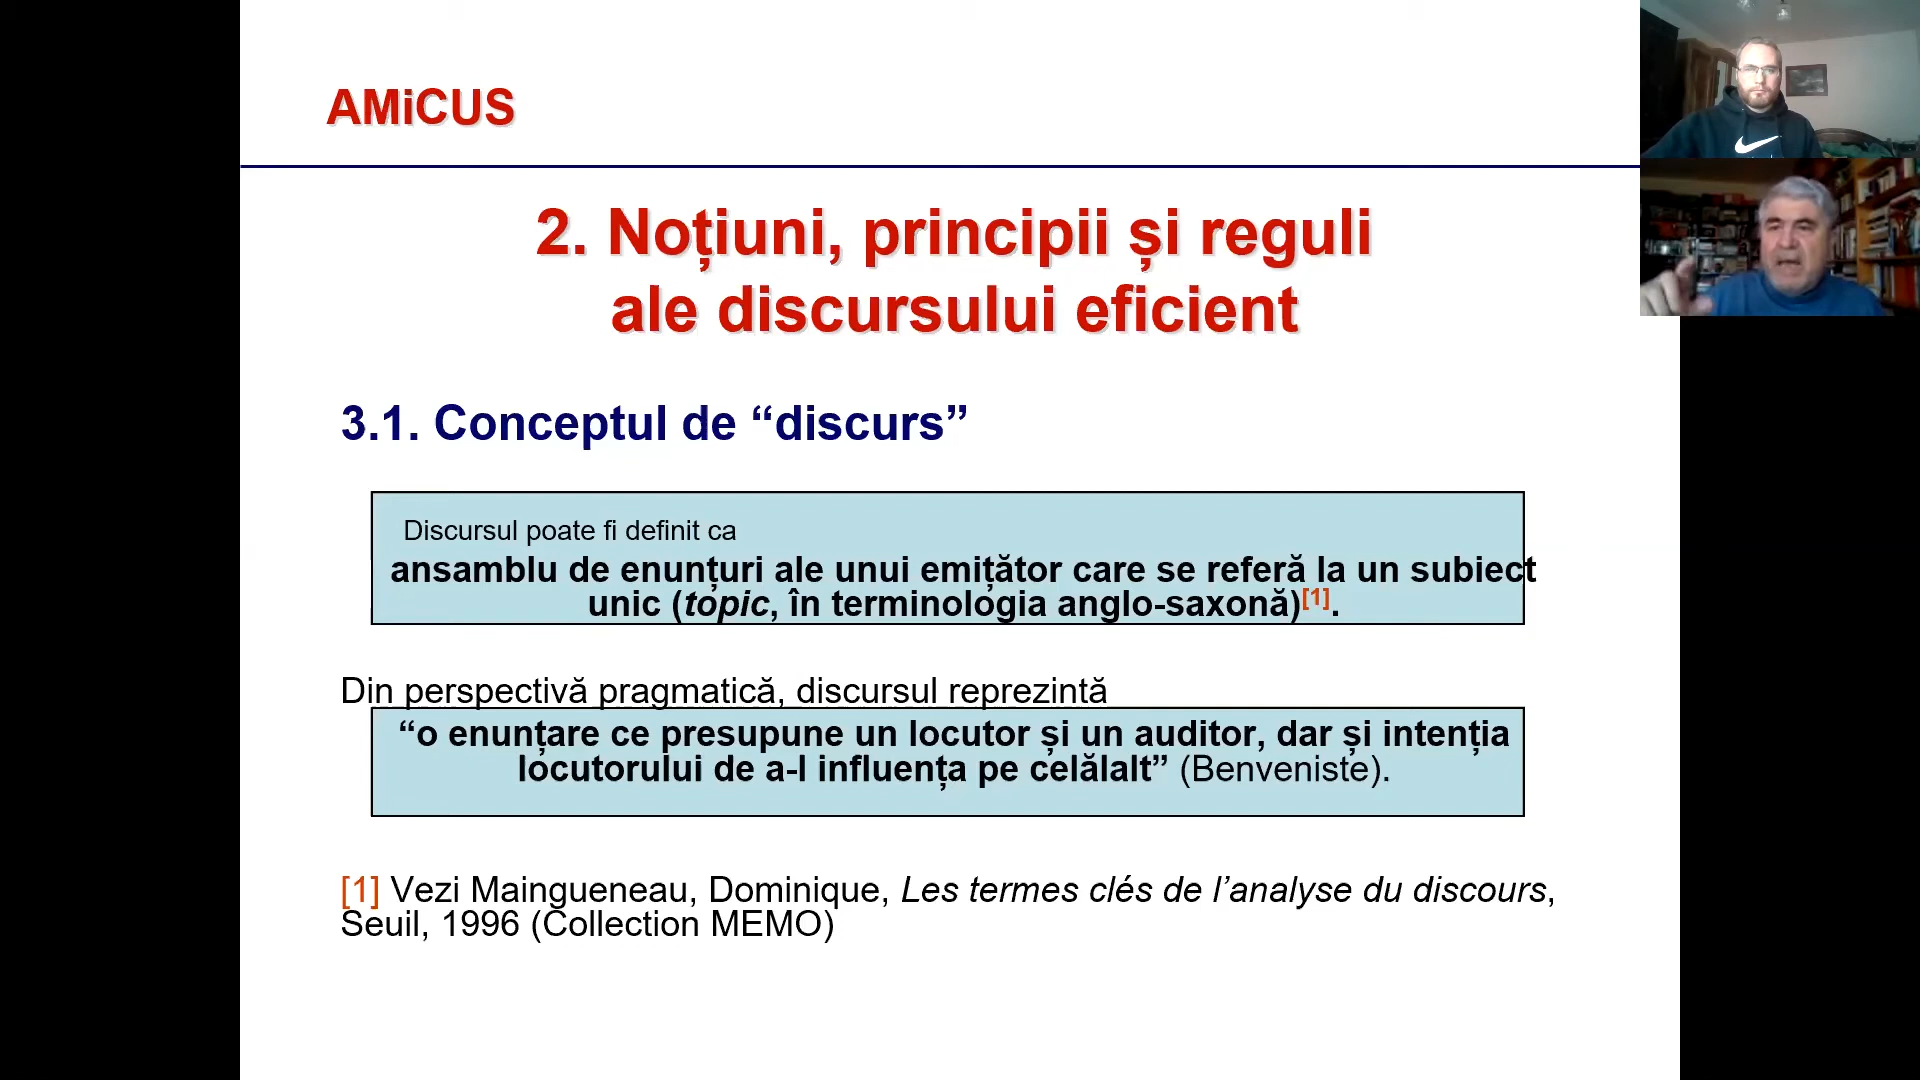 AMiCUS
2. Noțiuni, principii și reguli
ale discursului eficient
3.1. Conceptul de “discurs”
Discursul poate fi definit ca
ansamblu de enunțuri ale unui emițător care se referă la un subiect
unic (topic, în terminologia anglo-saxonă)[1].
Din perspectivă pragmatică, discursul reprezintă
“o enunțare ce presupune un locutor și un auditor, dar și intenția
locutorului de a-l influența pe celălalt” (Benveniste).
[1] Vezi Maingueneau, Dominique, Les termes clés de l’analyse du discours,
Seuil, 1996 (Collection MEMO)